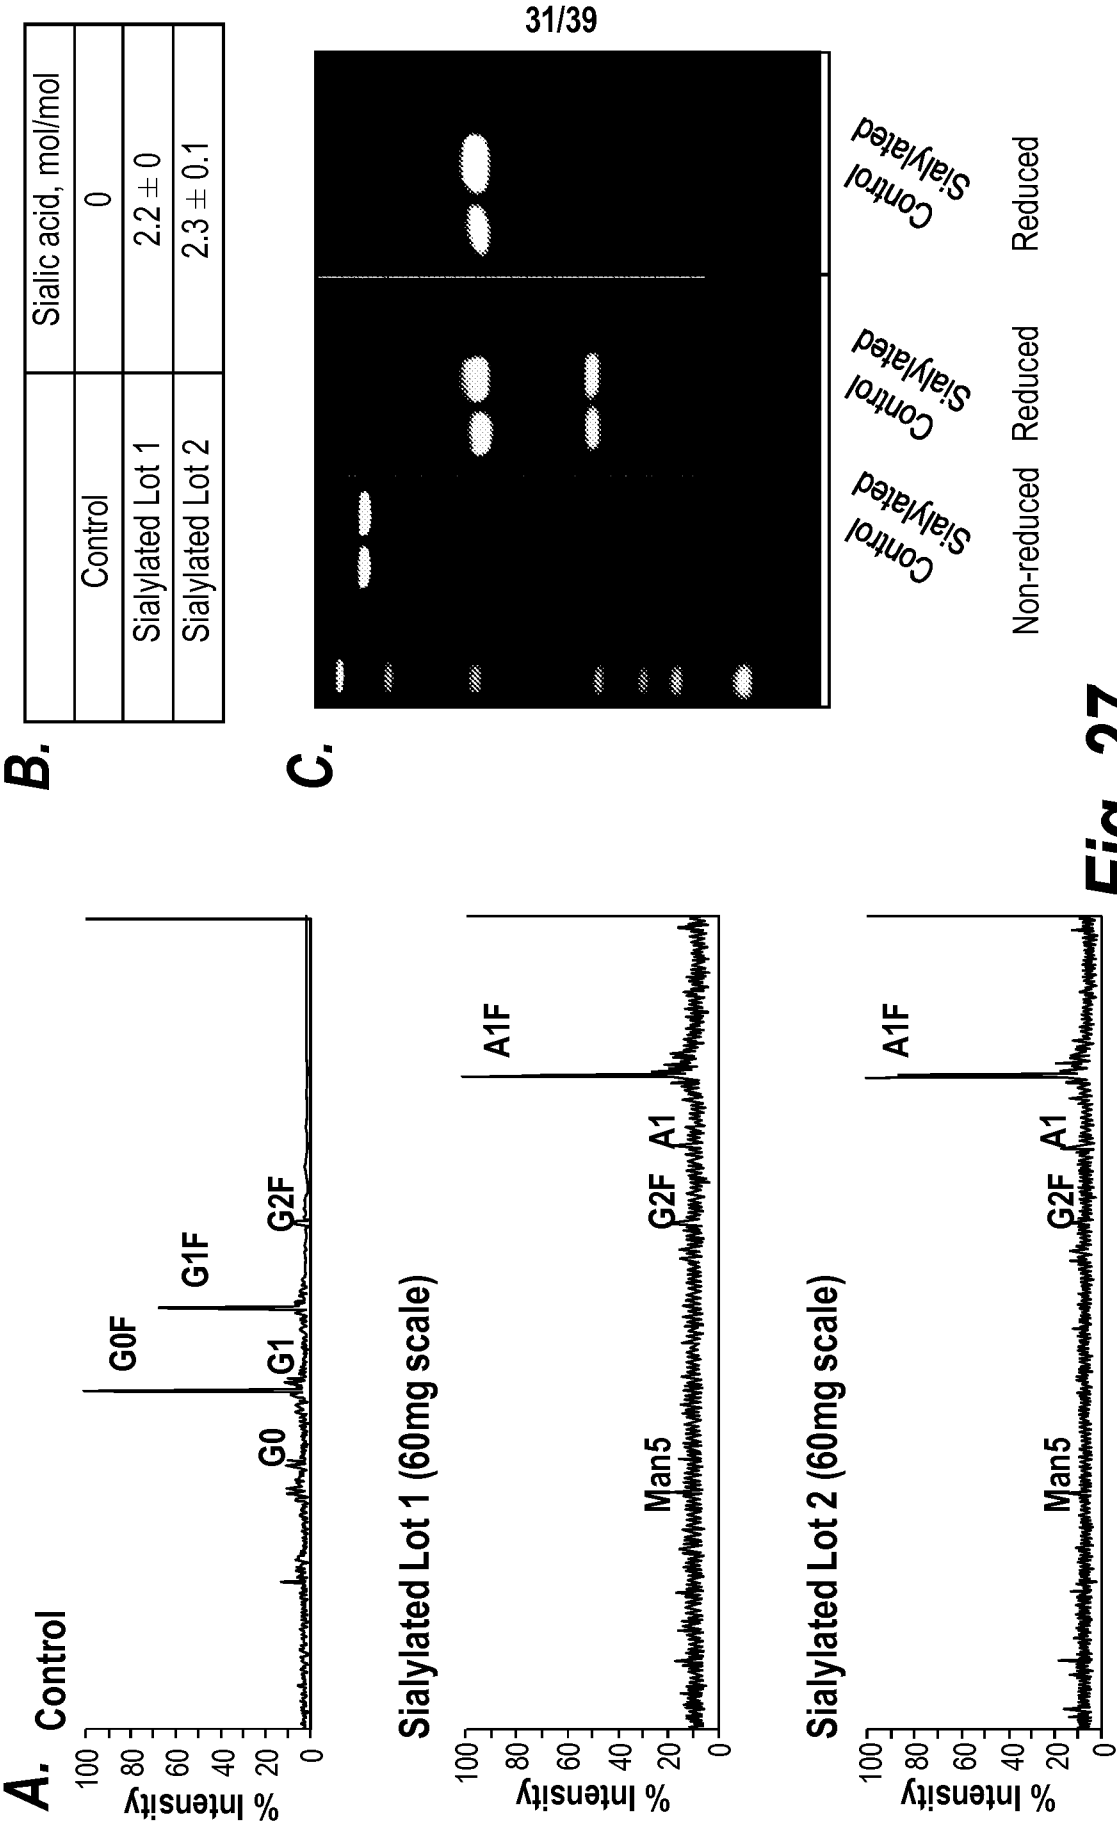 31/39
A.
Control
% Intensity
100
80
60
40
20
0
G0
G0F
G1
G1F
G2F
Sialylated Lot 1 (60mg scale)
% Intensity
100
80
60
40
20
0
Man5
G2F
A1
A1F
Sialylated Lot 2 (60mg scale)
% Intensity
100
80
60
40
20
0
Man5
G2F
A1
A1F
B.
Sialic acid, mol/mol
Control 0
Sialylated Lot 1 2.2 ± 0
Sialylated Lot 2 2.3 ± 0.1
C.
Control
Sialylated
Control
Sialylated
Control
Sialylated
Non-reduced Reduced Reduced
Fig. 27